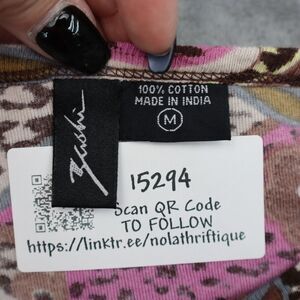 100% COTTON
MADE IN INDIA
M
15294
Scan QR Code
TO FOLLOW
https://linktr.ee/nolathriftique